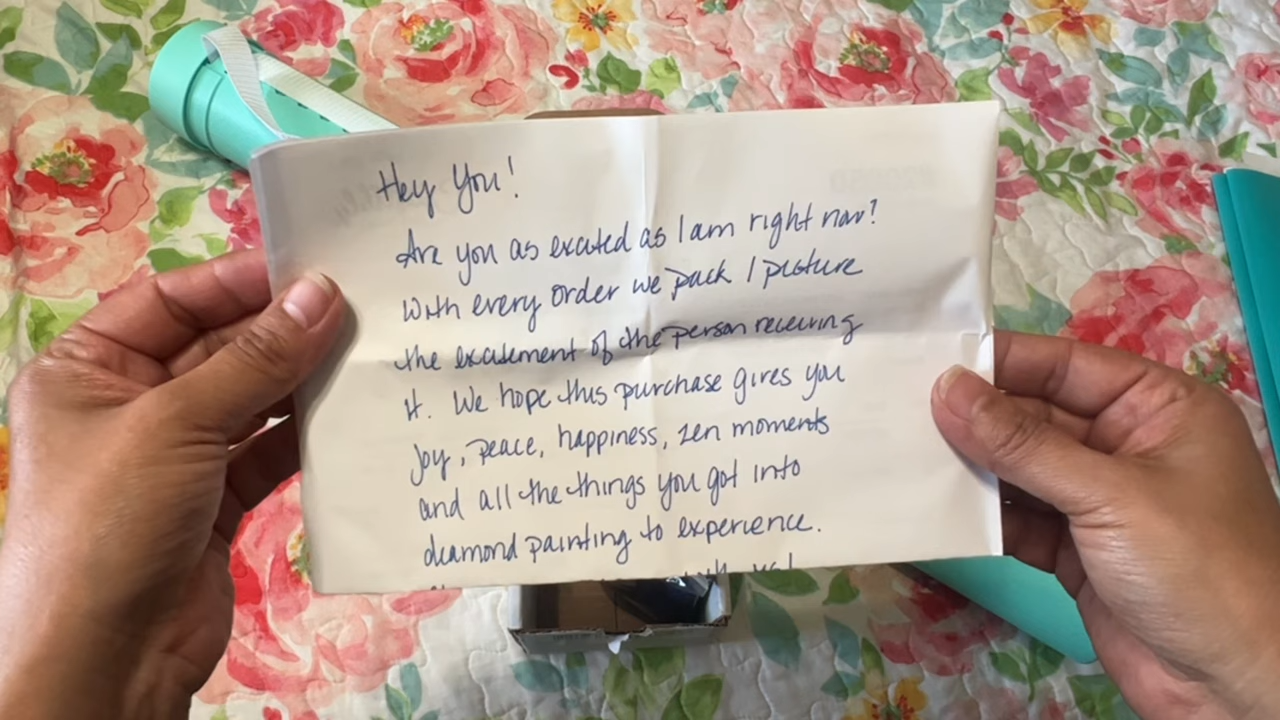 Hey You!
Are you as excited as I am right now?
With every order we pack I picture
the excitement of the person receiving
it. We hope this purchase gives you
Joy, peace, happiness, zen moments
and all the things you got into
diamond painting to experience.
with us!